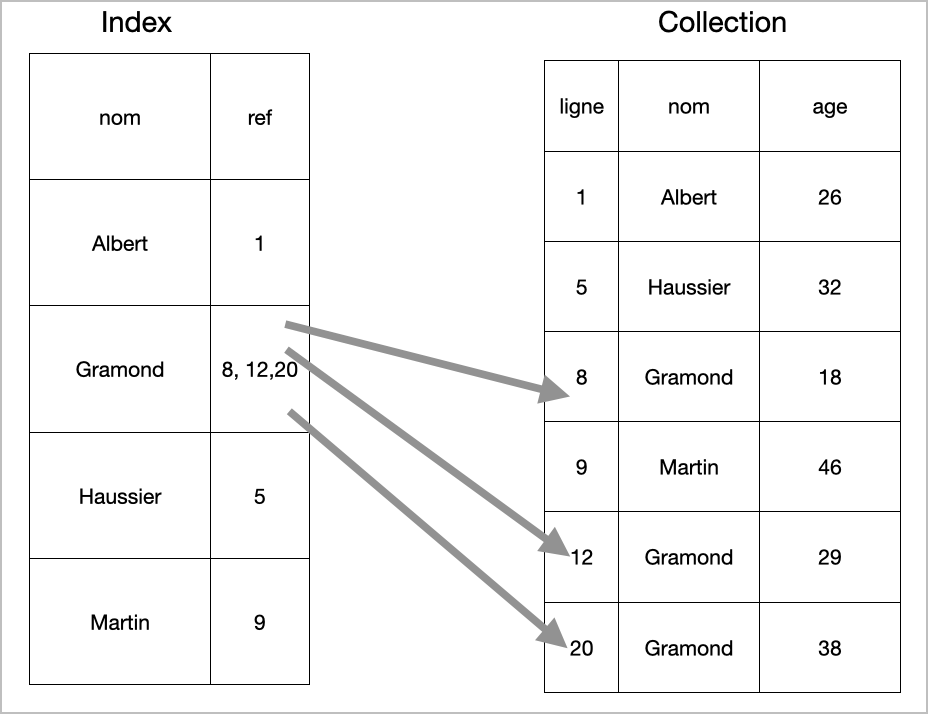 Index
nom ref
Albert 1
Gramond 8, 12,20
Haussier 5
Martin 9
Collection
ligne nom age
1 Albert 26
5 Haussier 32
8 Gramond 18
9 Martin 46
12 Gramond 29
20 Gramond 38